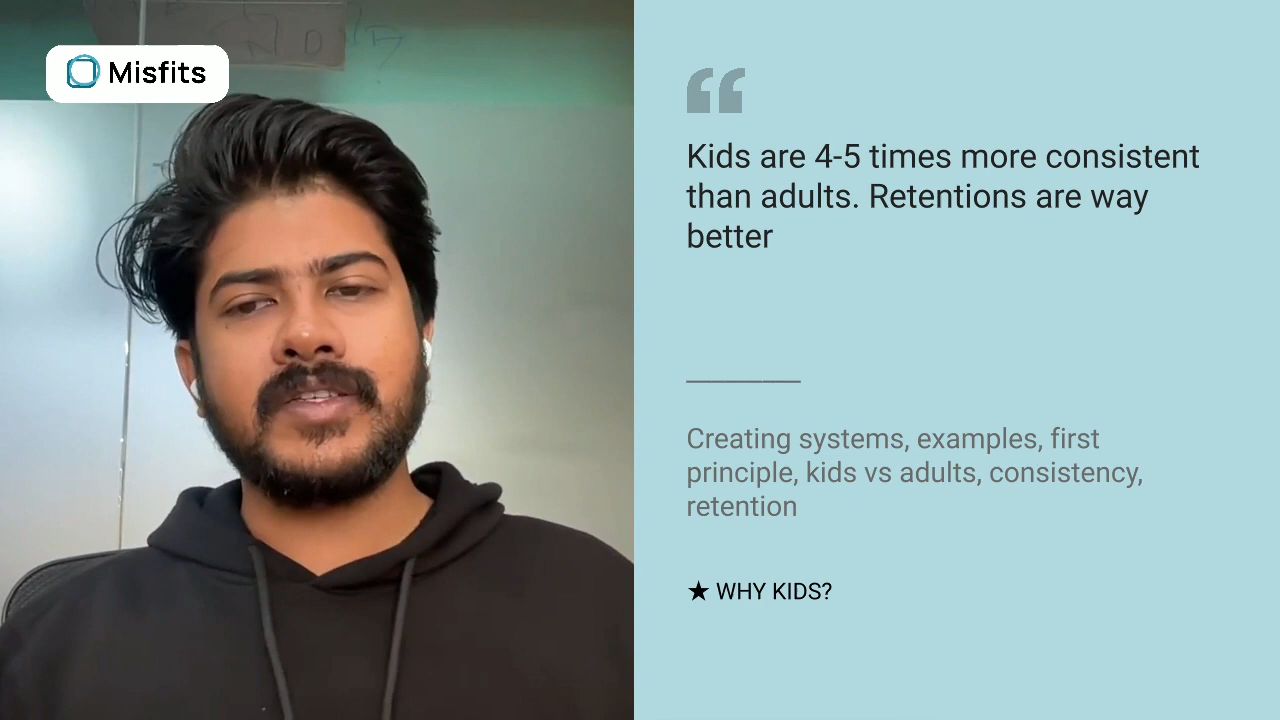 Misfits
Kids are 4-5 times more consistent
than adults. Retentions are way
better
Creating systems, examples, first
principle, kids vs adults, consistency,
retention
★ WHY KIDS?